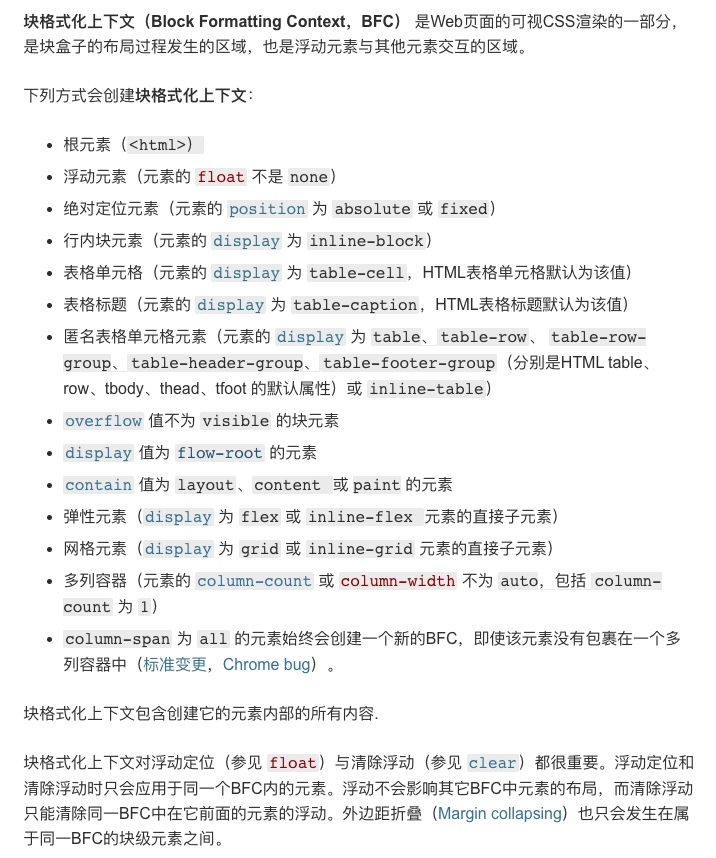 块格式化上下文（Block Formatting Context，BFC） 是Web页面的可视CSS渲染的一部分，
是块盒子的布局过程发生的区域，也是浮动元素与其他元素交互的区域。
下列方式会创建块格式化上下文：
• 根元素（<html>）
• 浮动元素（元素的 float 不是 none）
• 绝对定位元素（元素的 position 为 absolute 或 fixed）
• 行内块元素（元素的 display 为 inline-block）
• 表格单元格（元素的 display 为 table-cell，HTML表格单元格默认为该值）
• 表格标题（元素的 display 为 table-caption，HTML表格标题默认为该值）
• 匿名表格单元格元素（元素的 display 为 table、table-row、 table-row-
group、table-header-group、table-footer-group（分别是HTML table、
row、tbody、thead、tfoot 的默认属性）或 inline-table）
• overflow 值不为 visible 的块元素
• display 值为 flow-root 的元素
• contain 值为 layout、content 或 paint 的元素
• 弹性元素（display 为 flex 或 inline-flex 元素的直接子元素）
• 网格元素（display 为 grid 或 inline-grid 元素的直接子元素）
• 多列容器（元素的 column-count 或 column-width 不为 auto，包括 column-
count 为 1）
• column-span 为 all 的元素始终会创建一个新的BFC，即使该元素没有包裹在一个多
列容器中（标准变更，Chrome bug）。
块格式化上下文包含创建它的元素内部的所有内容.
块格式化上下文对浮动定位（参见 float）与清除浮动（参见 clear）都很重要。浮动定位和
清除浮动时只会应用于同一个BFC内的元素。浮动不会影响其它BFC中元素的布局，而清除浮动
只能清除同一BFC中在它前面的元素的浮动。外边距折叠（Margin collapsing）也只会发生在属
于同一BFC的块级元素之间。